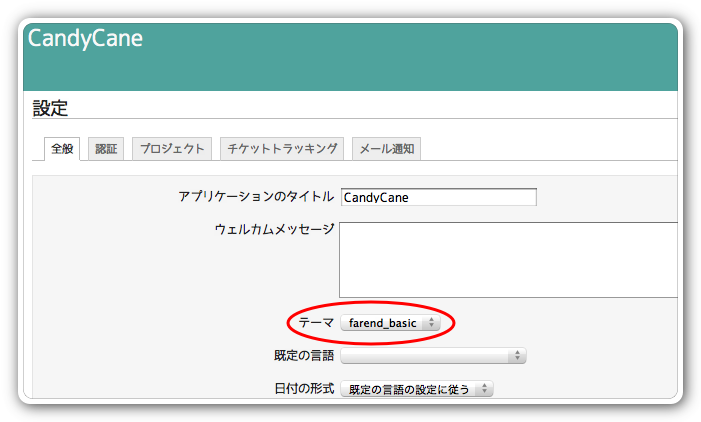 CandyCane
設定
全般 認証 プロジェクト チケットトラッキング メール通知
アプリケーションのタイトル CandyCane
ウェルカムメッセージ
テーマ farend_basic
既定の言語
日付の形式 既定の言語の設定に従う